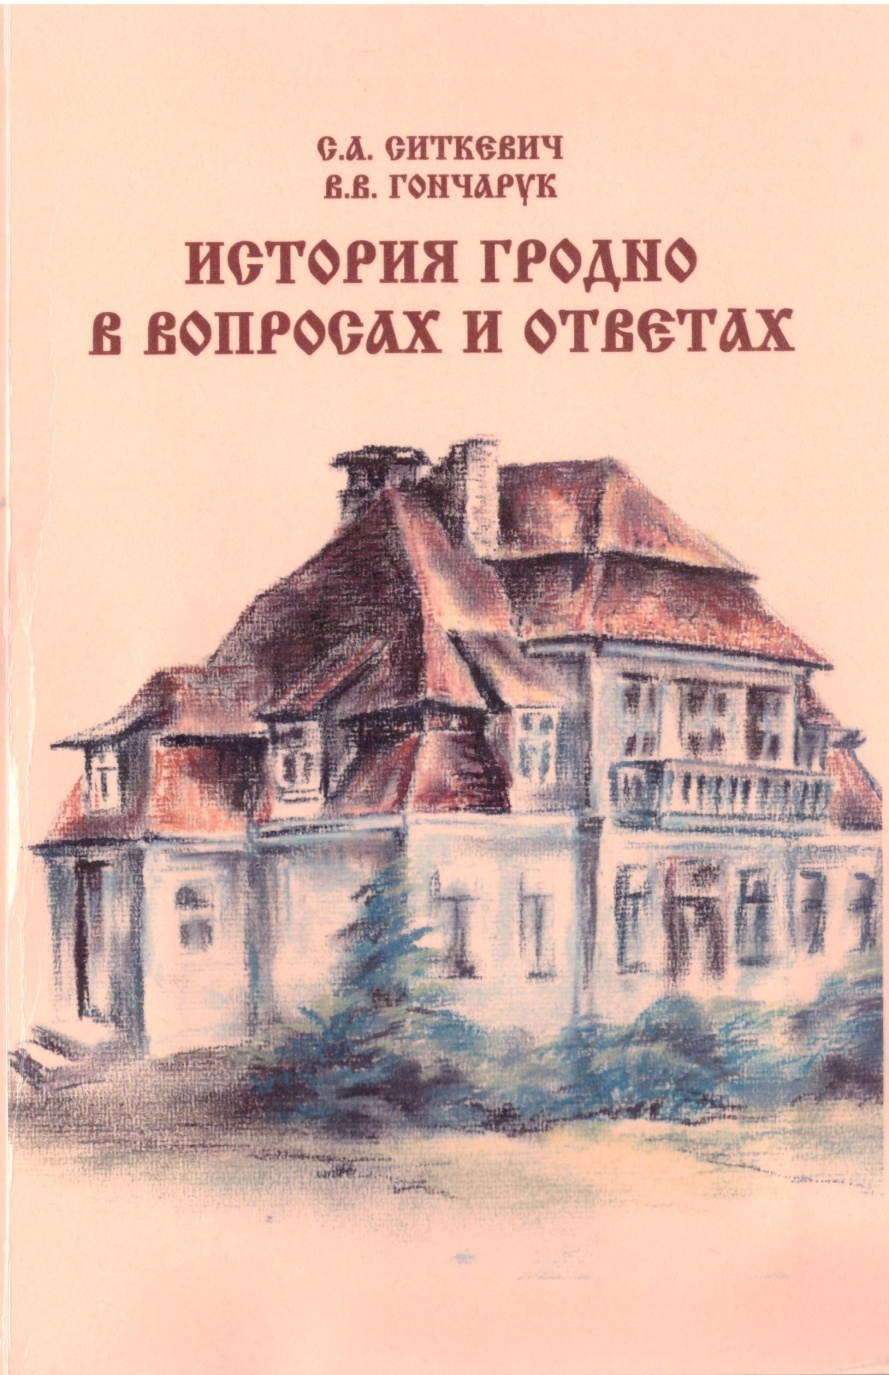 С.А. СИТКЕВИЧ
В.В. ГОНЧАРУК
ИСТОРИЯ ГРОДНО
В ВОПРОСАХ И ОТВЕТАХ